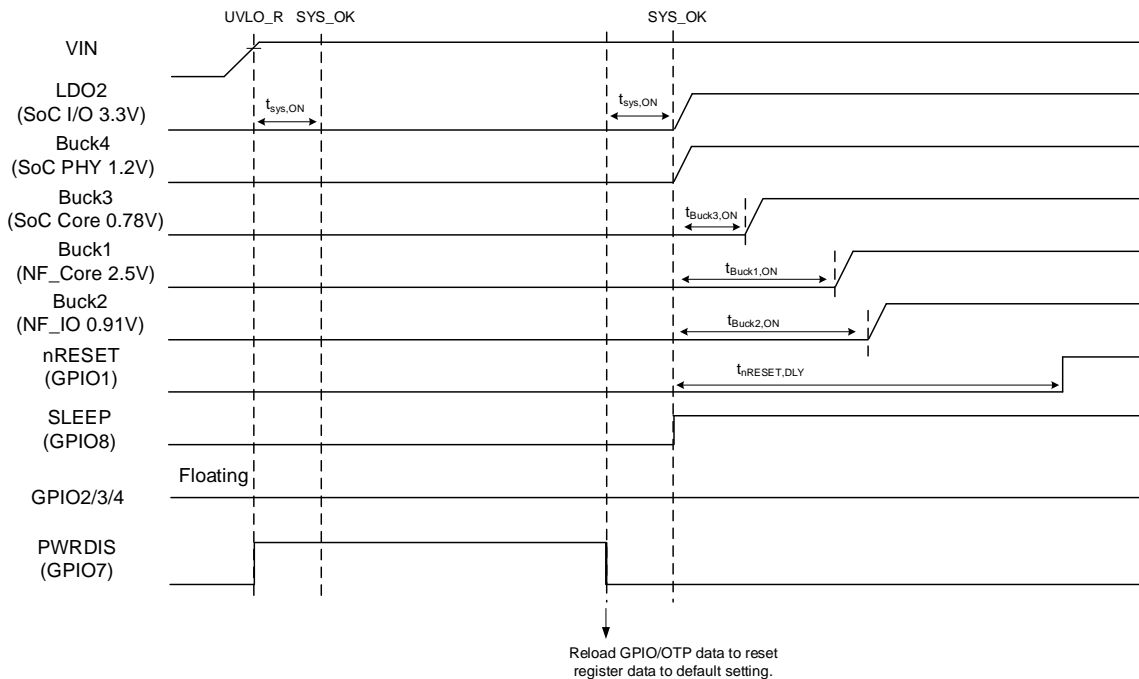 UVLO_R SYS_OK SYS_OK
VIN
LDO2
(SoC I/O 3.3V)
tsys,ON tsys,ON
Buck4
(SoC PHY 1.2V)
Buck3
(SoC Core 0.78V)
tBuck3,ON
Buck1
(NF_Core 2.5V)
tBuck1,ON
Buck2
(NF_IO 0.91V)
tBuck2,ON
nRESET
(GPIO1)
tnRESET,DLY
SLEEP
(GPIO8)
Floating
GPIO2/3/4
PWRDIS
(GPIO7)
Reload GPIO/OTP data to reset
register data to default setting.